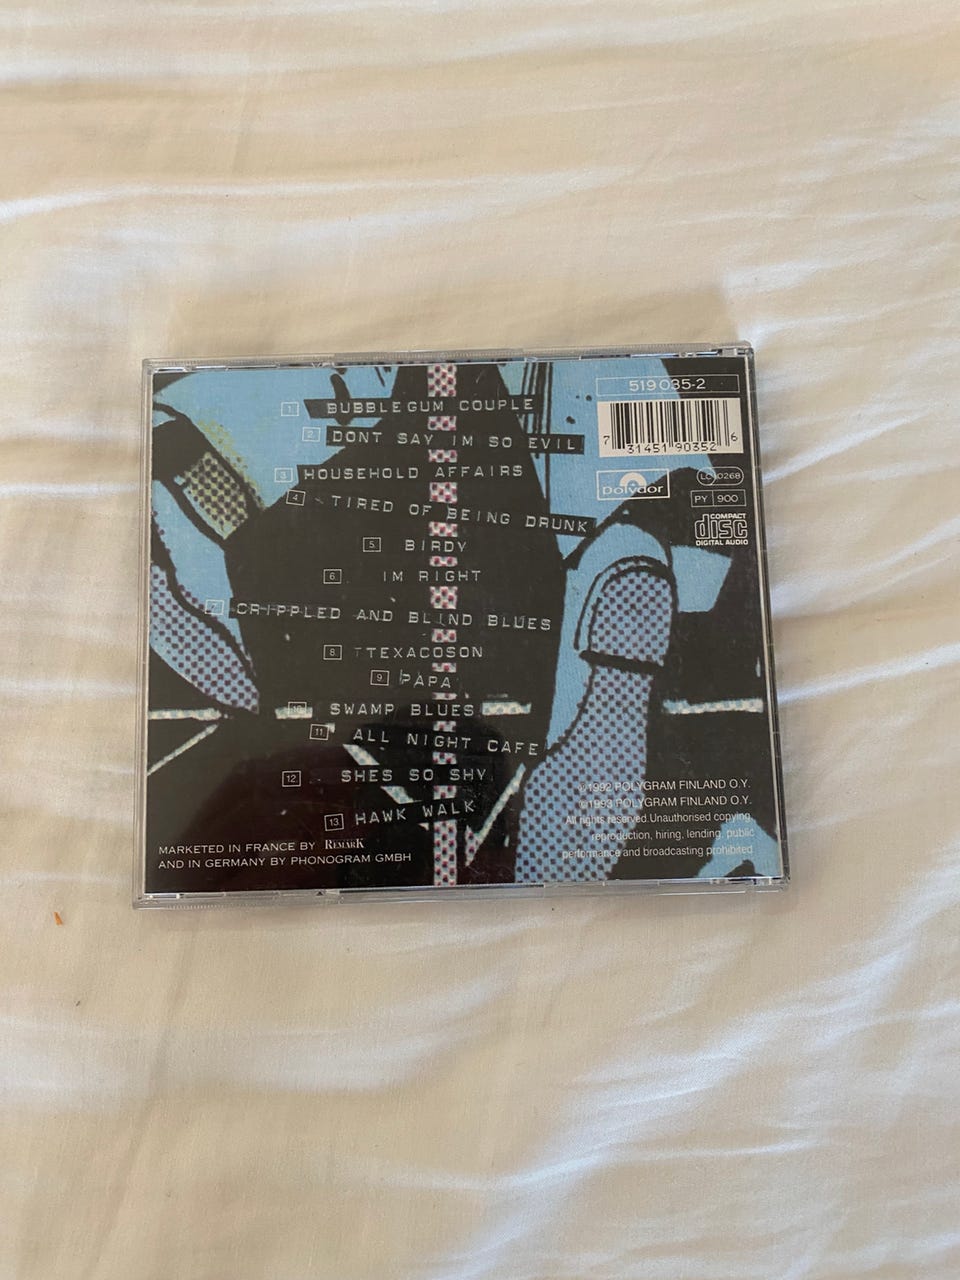 519 035-2
1. BUBBLEGUM COUPLE
2. DONT SAY IM SO EVIL
3 HOUSEHOLD AFFAIRS
4 TIRED OF BEING DRUNK
5. BIRDY
6. IM RIGHT
7. CRIPPLED AND BLIND BLUES
8. TTEXACOSON
9 PAPA
10. SWAMP BLUES
11. ALL NIGHT CAFE
12. SHES SO SHY
13. HAWK WALK
7 31451 90352 6
Polydor
LC 0268
PY 900
COMPACT
disc
DIGITAL AUDIO
℗1992 POLYGRAM FINLAND O.Y.
©1993 POLYGRAM FINLAND O.Y.
All rights reserved.Unauthorised copying,
reproduction, hiring, lending, public
performance and broadcasting prohibited
MARKETED IN FRANCE BY REMARK
AND IN GERMANY BY PHONOGRAM GMBH